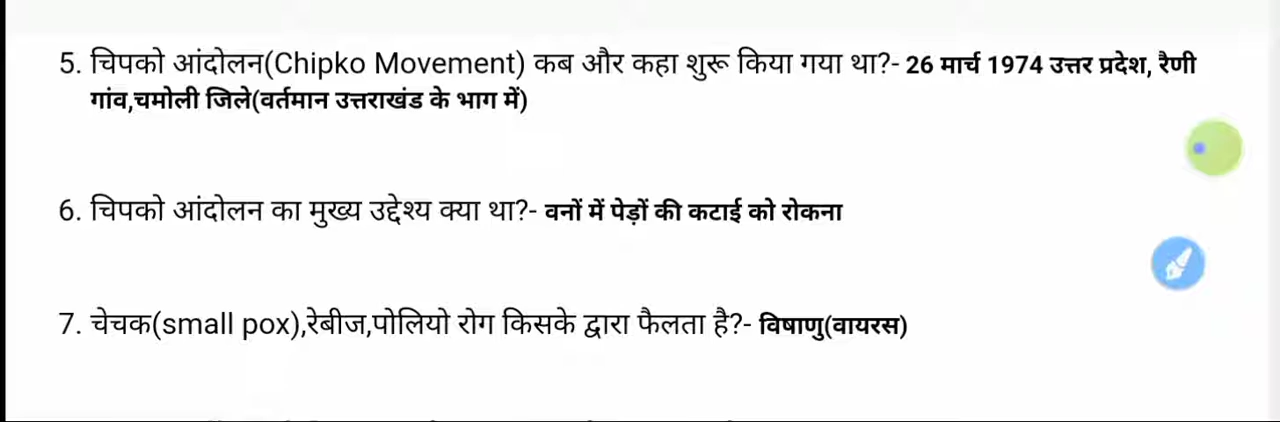 5. चिपको आंदोलन(Chipko Movement) कब और कहा शुरू किया गया था?- 26 मार्च 1974 उत्तर प्रदेश, रैणी
गांव,चमोली जिले(वर्तमान उत्तराखंड के भाग में)
6. चिपको आंदोलन का मुख्य उद्देश्य क्या था?- वनों में पेड़ों की कटाई को रोकना
7. चेचक(small pox),रेबीज,पोलियो रोग किसके द्वारा फैलता है?- विषाणु(वायरस)